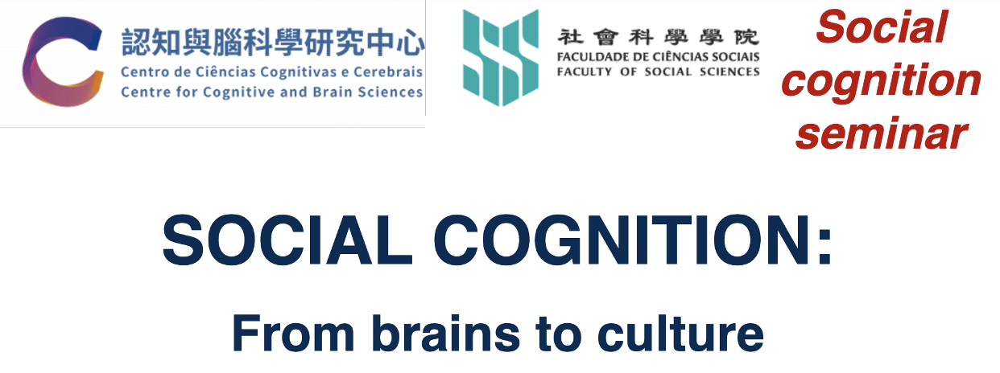 認知與腦科學研究中心
Centro de Ciências Cognitivas e Cerebrais
Centre for Cognitive and Brain Sciences
社會科學學院
FACULDADE DE CIÊNCIAS SOCIAIS
FACULTY OF SOCIAL SCIENCES
Social
cognition
seminar
SOCIAL COGNITION:
From brains to culture